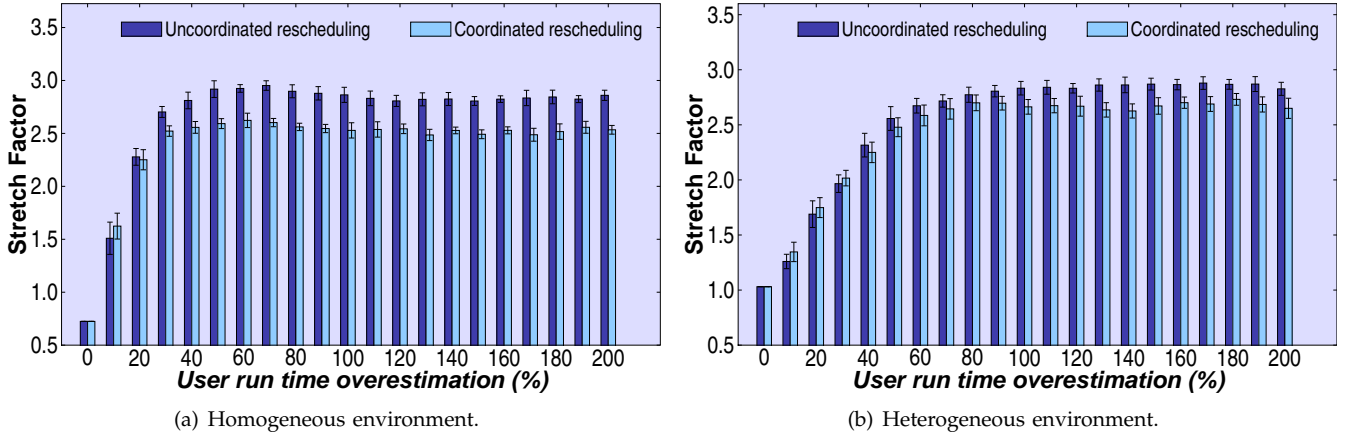 Uncoordinated rescheduling
Coordinated rescheduling
Stretch Factor
3.5
3.0
2.5
2.0
1.5
1.0
0.5
0 20 40 60 80 100 120 140 160 180 200
User run time overestimation (%)
(a) Homogeneous environment.
Uncoordinated rescheduling
Coordinated rescheduling
Stretch Factor
3.5
3.0
2.5
2.0
1.5
1.0
0.5
0 20 40 60 80 100 120 140 160 180 200
User run time overestimation (%)
(b) Heterogeneous environment.